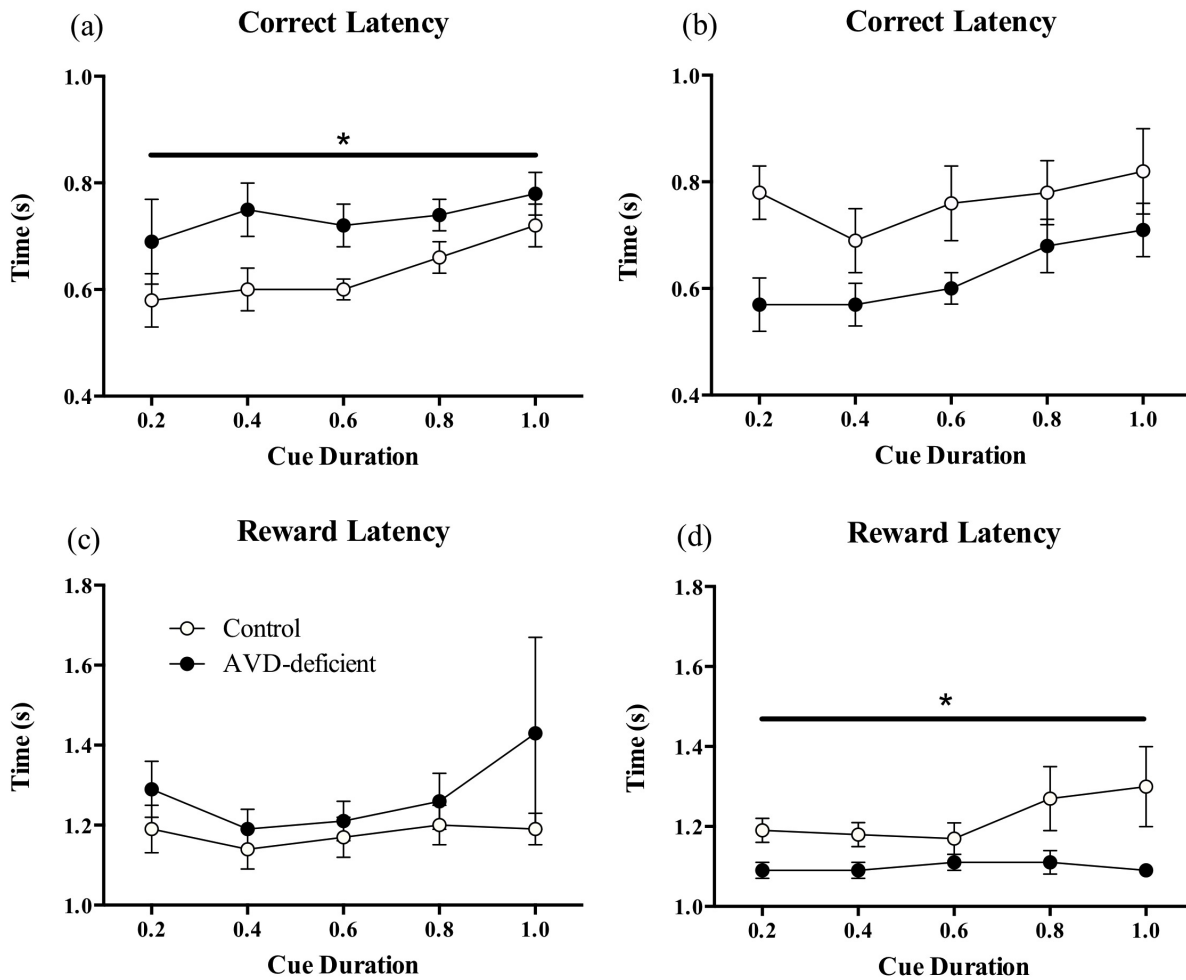 (a)
Correct Latency
1.0
0.8
0.6
0.4
Time (s)
*
0.2 0.4 0.6 0.8 1.0
Cue Duration
(b)
Correct Latency
1.0
0.8
0.6
0.4
Time (s)
0.2 0.4 0.6 0.8 1.0
Cue Duration
(c)
Reward Latency
1.8
1.6
1.4
1.2
1.0
Time (s)
Control
AVD-deficient
0.2 0.4 0.6 0.8 1.0
Cue Duration
(d)
Reward Latency
1.8
1.6
1.4
1.2
1.0
Time (s)
*
0.2 0.4 0.6 0.8 1.0
Cue Duration